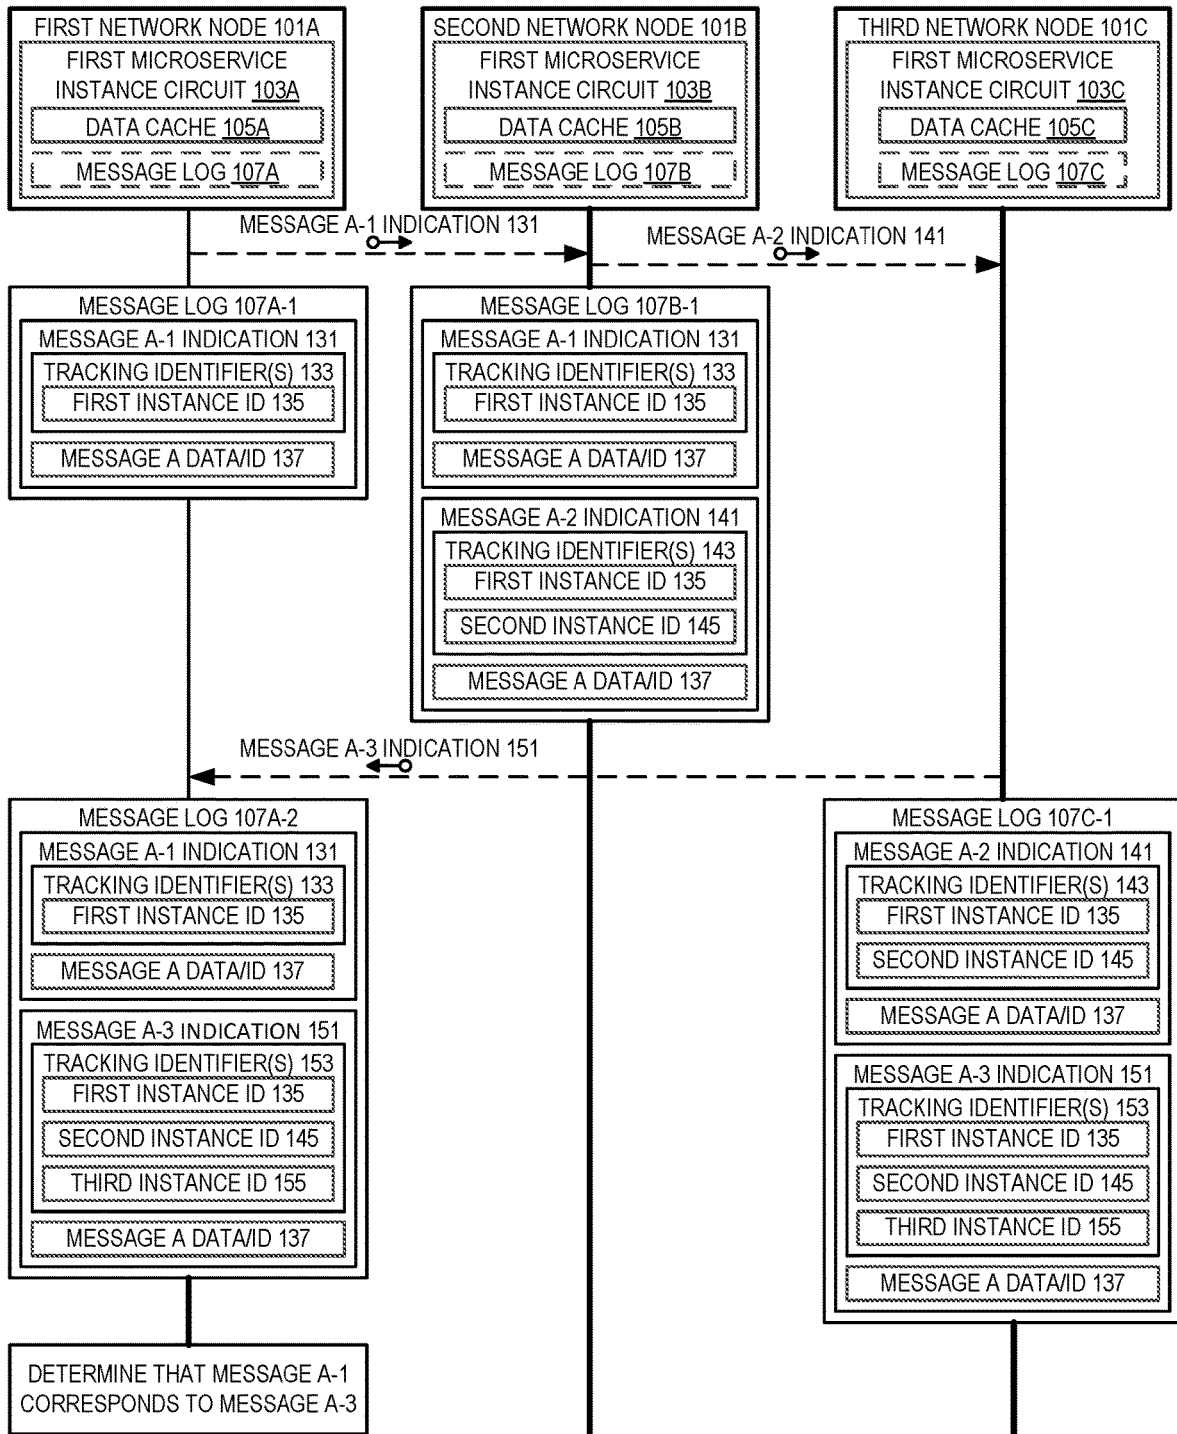 FIRST NETWORK NODE 101A
FIRST MICROSERVICE
INSTANCE CIRCUIT 103A
DATA CACHE 105A
MESSAGE LOG 107A
SECOND NETWORK NODE 101B
FIRST MICROSERVICE
INSTANCE CIRCUIT 103B
DATA CACHE 105B
MESSAGE LOG 107B
THIRD NETWORK NODE 101C
FIRST MICROSERVICE
INSTANCE CIRCUIT 103C
DATA CACHE 105C
MESSAGE LOG 107C
MESSAGE A-1 INDICATION 131
MESSAGE A-2 INDICATION 141
MESSAGE LOG 107A-1
MESSAGE A-1 INDICATION 131
TRACKING IDENTIFIER(S) 133
FIRST INSTANCE ID 135
MESSAGE A DATA/ID 137
MESSAGE LOG 107B-1
MESSAGE A-1 INDICATION 131
TRACKING IDENTIFIER(S) 133
FIRST INSTANCE ID 135
MESSAGE A DATA/ID 137
MESSAGE A-2 INDICATION 141
TRACKING IDENTIFIER(S) 143
FIRST INSTANCE ID 135
SECOND INSTANCE ID 145
MESSAGE A DATA/ID 137
MESSAGE A-3 INDICATION 151
MESSAGE LOG 107A-2
MESSAGE A-1 INDICATION 131
TRACKING IDENTIFIER(S) 133
FIRST INSTANCE ID 135
MESSAGE A DATA/ID 137
MESSAGE A-3 INDICATION 151
TRACKING IDENTIFIER(S) 153
FIRST INSTANCE ID 135
SECOND INSTANCE ID 145
THIRD INSTANCE ID 155
MESSAGE A DATA/ID 137
MESSAGE LOG 107C-1
MESSAGE A-2 INDICATION 141
TRACKING IDENTIFIER(S) 143
FIRST INSTANCE ID 135
SECOND INSTANCE ID 145
MESSAGE A DATA/ID 137
MESSAGE A-3 INDICATION 151
TRACKING IDENTIFIER(S) 153
FIRST INSTANCE ID 135
SECOND INSTANCE ID 145
THIRD INSTANCE ID 155
MESSAGE A DATA/ID 137
DETERMINE THAT MESSAGE A-1
CORRESPONDS TO MESSAGE A-3